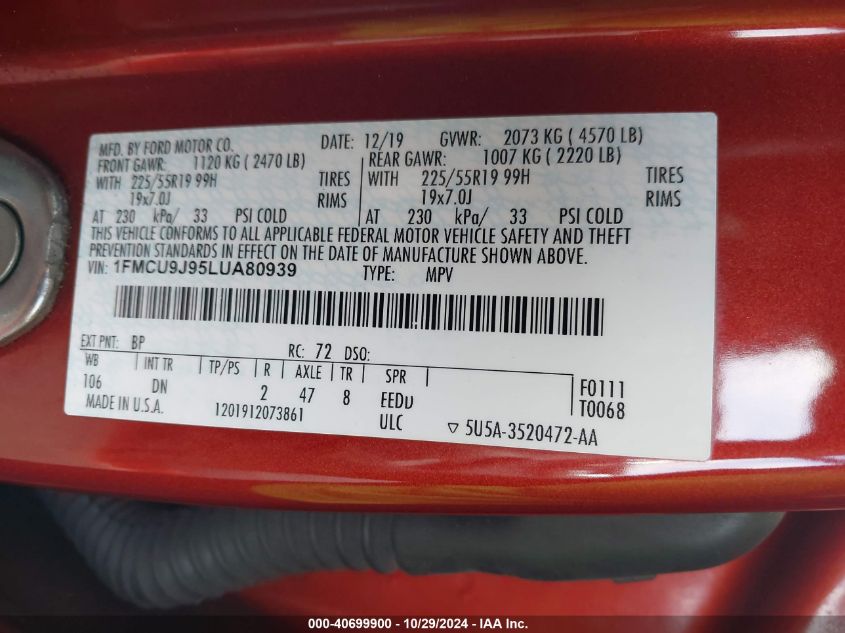 MFD. BY FORD MOTOR CO. DATE: 12/19 GVWR: 2073 KG ( 4570 LB)
FRONT GAWR: 1120 KG ( 2470 LB) REAR GAWR: 1007 KG ( 2220 LB)
WITH 225/55R19 99H TIRES WITH 225/55R19 99H TIRES
19x7.0J RIMS 19x7.0J RIMS
AT 230 kPa/ 33 PSI COLD AT 230 kPa/ 33 PSI COLD
THIS VEHICLE CONFORMS TO ALL APPLICABLE FEDERAL MOTOR VEHICLE SAFETY AND THEFT
PREVENTION STANDARDS IN EFFECT ON THE DATE OF MANUFACTURE SHOWN ABOVE.
VIN: 1FMCU9J95LUA80939 TYPE: MPV
EXT PNT: BP RC: 72 DSO:
WB INT TR TP/PS R AXLE TR SPR
106 DN 2 47 8 EEDU F0111
MADE IN U.S.A. 1201912073861 ULC T0068
▽ 5U5A-3520472-AA
000-40699900 - 10/29/2024 - IAA Inc.